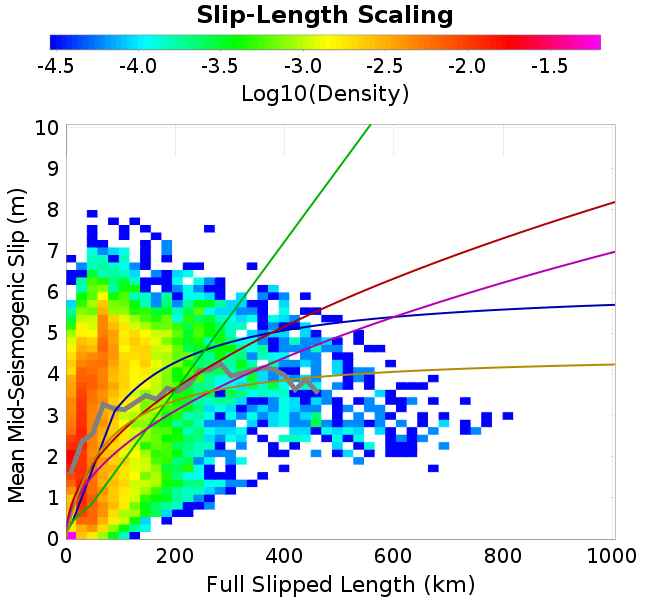 Slip-Length Scaling
-4.5 -4.0 -3.5 -3.0 -2.5 -2.0 -1.5
Log10(Density)
Mean Mid-Seismogenic Slip (m)
10
9
8
7
6
5
4
3
2
1
0
0 200 400 600 800 1000
Full Slipped Length (km)